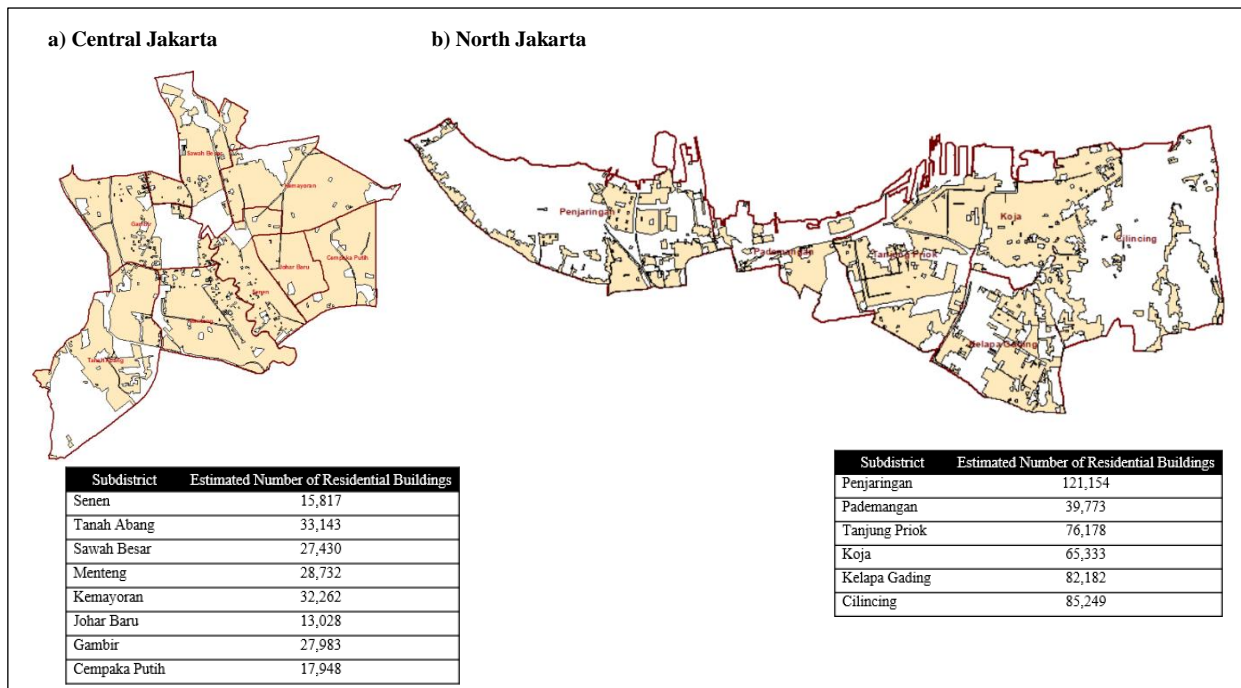 a) Central Jakarta
b) North Jakarta
Sawah Besar
Kemayoran
Gambir
Cempaka Putih
Johar Baru
Senen
Tanah Abang
Penjaringan
Koja
Cilincing
Pademangan
Tanjung Priok
Kelapa Gading
Subdistrict Estimated Number of Residential Buildings
Senen 15,817
Tanah Abang 33,143
Sawah Besar 27,430
Menteng 28,732
Kemayoran 32,262
Johar Baru 13,028
Gambir 27,983
Cempaka Putih 17,948
Subdistrict Estimated Number of Residential Buildings
Penjaringan 121,154
Pademangan 39,773
Tanjung Priok 76,178
Koja 65,333
Kelapa Gading 82,182
Cilincing 85,249